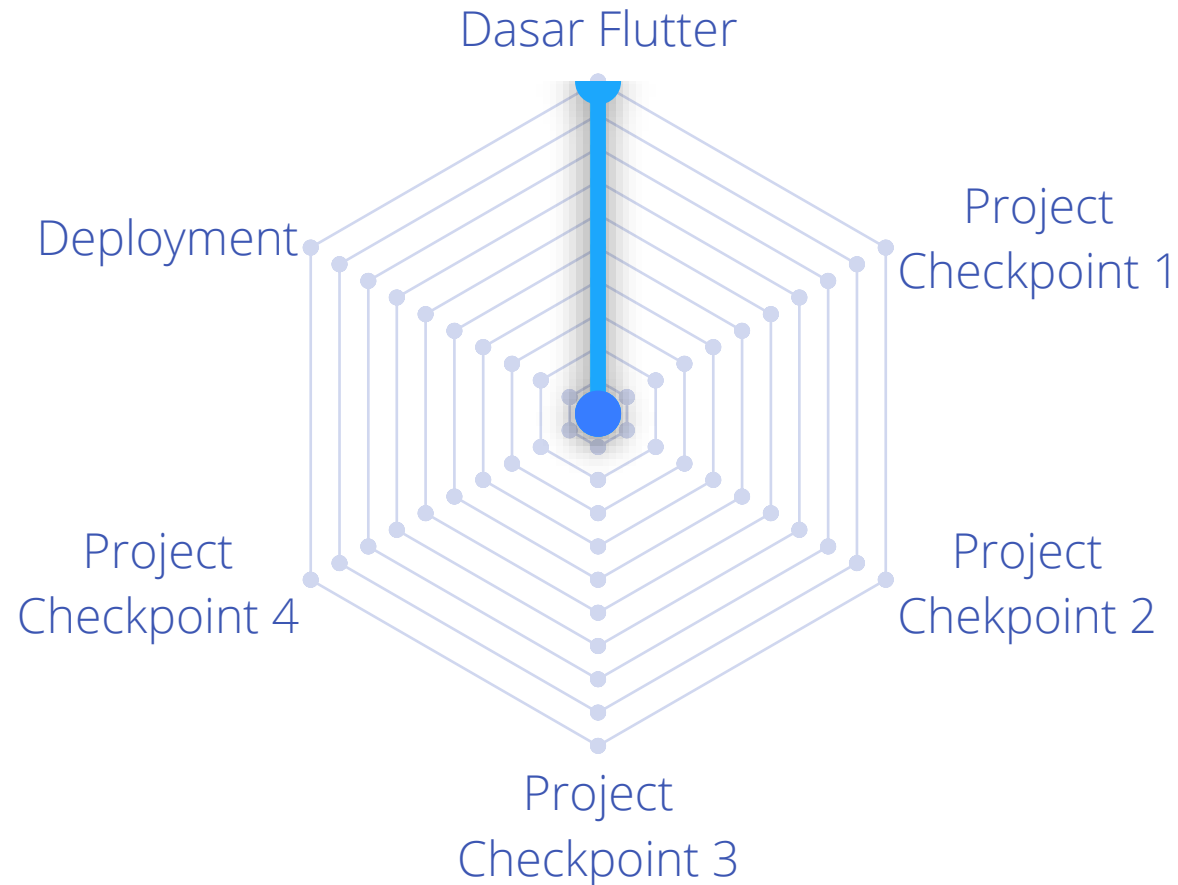 Dasar Flutter
Project
Checkpoint 1
Project
Chekpoint 2
Project
Checkpoint 3
Project
Checkpoint 4
Deployment